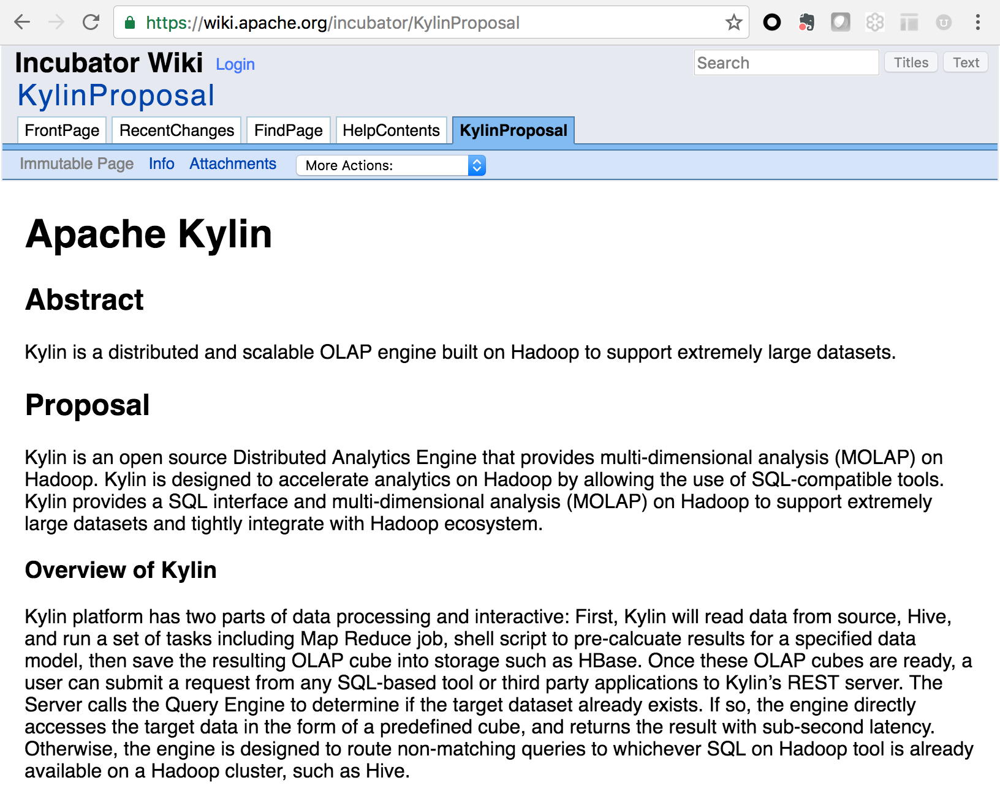 https://wiki.apache.org/incubator/KylinProposal
Incubator Wiki Login
Search Titles Text
KylinProposal
FrontPage RecentChanges FindPage HelpContents KylinProposal
Immutable Page Info Attachments More Actions:
Apache Kylin
Abstract
Kylin is a distributed and scalable OLAP engine built on Hadoop to support extremely large datasets.
Proposal
Kylin is an open source Distributed Analytics Engine that provides multi-dimensional analysis (MOLAP) on
Hadoop. Kylin is designed to accelerate analytics on Hadoop by allowing the use of SQL-compatible tools.
Kylin provides a SQL interface and multi-dimensional analysis (MOLAP) on Hadoop to support extremely
large datasets and tightly integrate with Hadoop ecosystem.
Overview of Kylin
Kylin platform has two parts of data processing and interactive: First, Kylin will read data from source, Hive,
and run a set of tasks including Map Reduce job, shell script to pre-calcuate results for a specified data
model, then save the resulting OLAP cube into storage such as HBase. Once these OLAP cubes are ready, a
user can submit a request from any SQL-based tool or third party applications to Kylin’s REST server. The
Server calls the Query Engine to determine if the target dataset already exists. If so, the engine directly
accesses the target data in the form of a predefined cube, and returns the result with sub-second latency.
Otherwise, the engine is designed to route non-matching queries to whichever SQL on Hadoop tool is already
available on a Hadoop cluster, such as Hive.